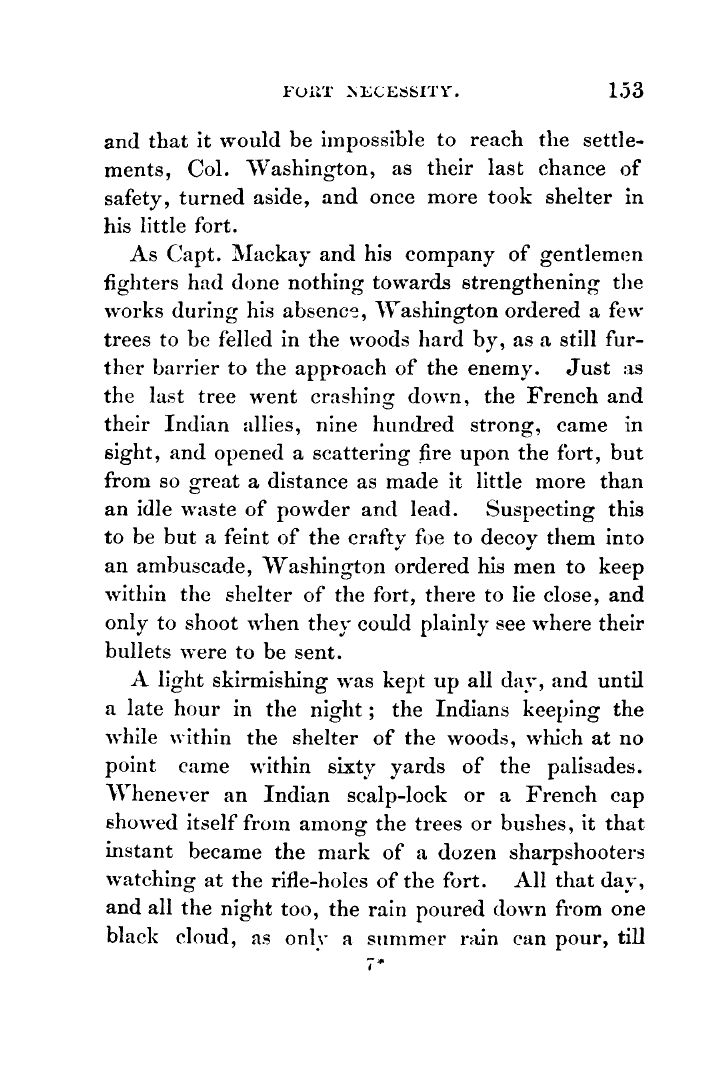 FORT NECESSITY. 153
and that it would be impossible to reach the settle-
ments, Col. Washington, as their last chance of
safety, turned aside, and once more took shelter in
his little fort.
As Capt. Mackay and his company of gentlemen
fighters had done nothing towards strengthening the
works during his absence, Washington ordered a few
trees to be felled in the woods hard by, as a still fur-
ther barrier to the approach of the enemy. Just as
the last tree went crashing down, the French and
their Indian allies, nine hundred strong, came in
sight, and opened a scattering fire upon the fort, but
from so great a distance as made it little more than
an idle waste of powder and lead. Suspecting this
to be but a feint of the crafty foe to decoy them into
an ambuscade, Washington ordered his men to keep
within the shelter of the fort, there to lie close, and
only to shoot when they could plainly see where their
bullets were to be sent.
A light skirmishing was kept up all day, and until
a late hour in the night; the Indians keeping the
while within the shelter of the woods, which at no
point came within sixty yards of the palisades.
Whenever an Indian scalp-lock or a French cap
showed itself from among the trees or bushes, it that
instant became the mark of a dozen sharpshooters
watching at the rifle-holes of the fort. All that day,
and all the night too, the rain poured down from one
black cloud, as only a summer rain can pour, till
7*